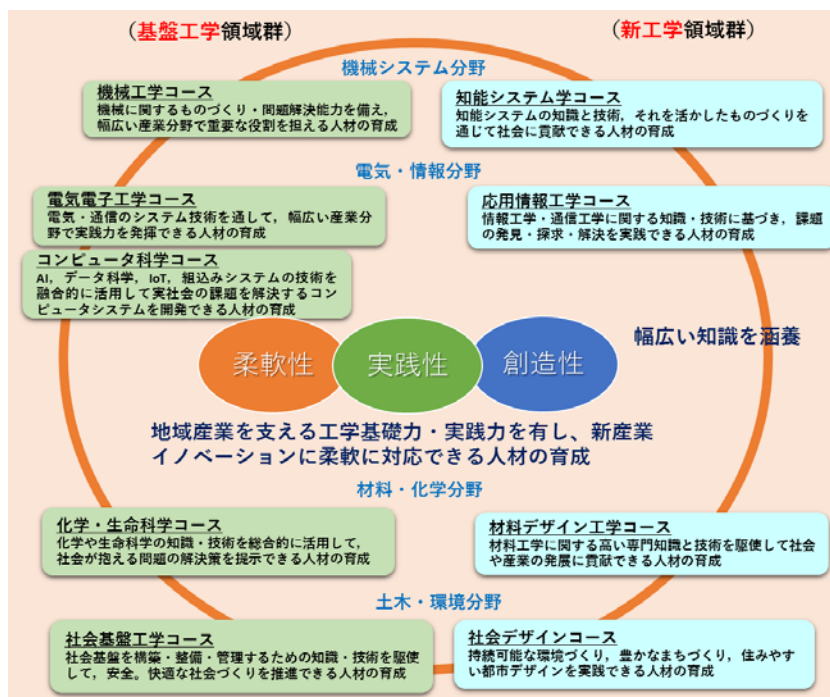 （基盤工学領域群）
（新工学領域群）
機械システム分野
機械工学コース
機械に関するものづくり・問題解決能力を備え，
幅広い産業分野で重要な役割を担える人材の育成
知能システム学コース
知能システムの知識と技術，それを活かしたものづくりを
通じて社会に貢献できる人材の育成
電気・情報分野
電気電子工学コース
電気・通信のシステム技術を通して，幅広い産業分
野で実践力を発揮できる人材の育成
応用情報工学コース
情報工学・通信工学に関する知識・技術に基づき，課題
の発見・探求・解決を実践できる人材の育成
コンピュータ科学コース
AI，データ科学，IoT，組込みシステムの技術を
融合的に活用して実社会の課題を解決するコン
ピュータシステムを開発できる人材の育成
幅広い知識を涵養
柔軟性
実践性
創造性
地域産業を支える工学基礎力・実践力を有し、新産業
イノベーションに柔軟に対応できる人材の育成
材料・化学分野
化学・生命科学コース
化学や生命科学の知識・技術を総合的に活用して，
社会が抱える問題の解決策を提示できる人材の育成
材料デザイン工学コース
材料工学に関する高い専門知識と技術を駆使して社会
や産業の発展に貢献できる人材の育成
土木・環境分野
社会基盤工学コース
社会基盤を構築・整備・管理するための知識・技術を駆使
して，安全。快適な社会づくりを推進できる人材の育成
社会デザインコース
持続可能な環境づくり，豊かなまちづくり，住みやす
い都市デザインを実践できる人材の育成